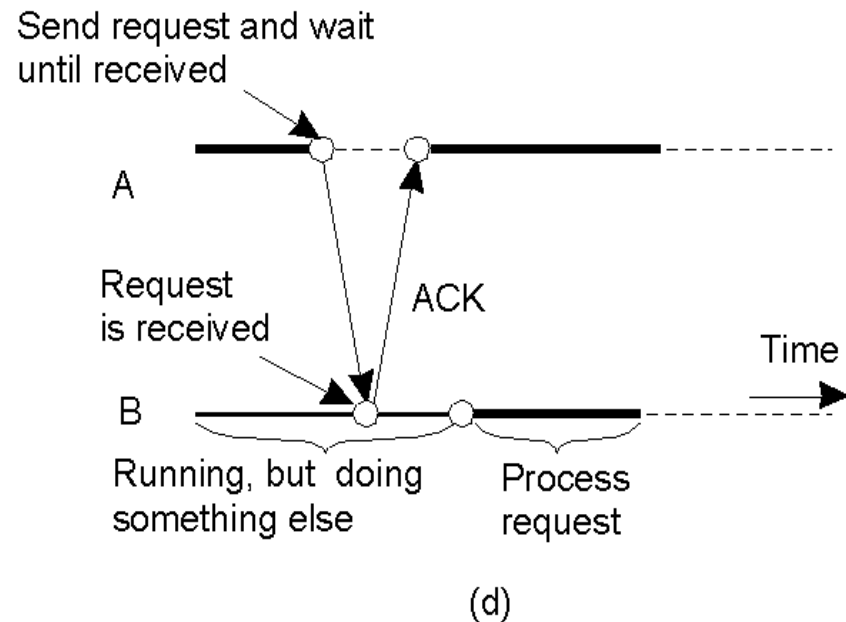 Send request and wait
until received
A
Request
is received
ACK
Time
B
Running, but doing
something else
Process
request
(d)